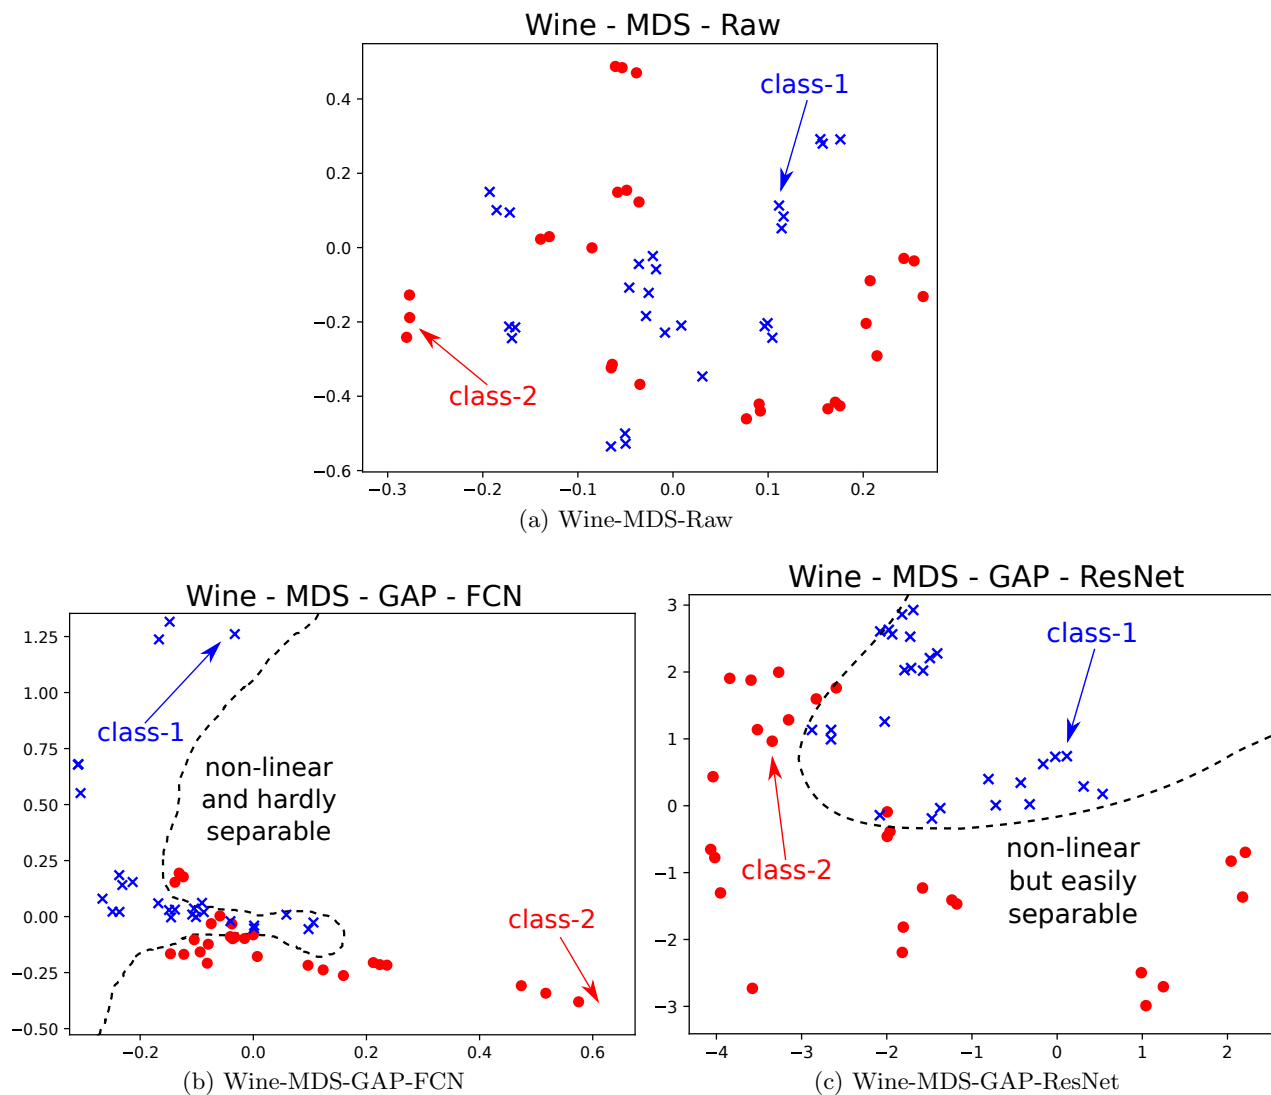 Wine - MDS - Raw
class-1
class-2
0.4
0.2
0.0
−0.2
−0.4
−0.6
−0.3
−0.2
−0.1
0.0
0.1
0.2
(a) Wine-MDS-Raw
Wine - MDS - GAP - FCN
class-1
non-linear
and hardly
separable
class-2
1.25
1.00
0.75
0.50
0.25
0.00
−0.25
−0.50
−0.2
0.0
0.2
0.4
0.6
(b) Wine-MDS-GAP-FCN
Wine - MDS - GAP - ResNet
class-1
class-2
non-linear
but easily
separable
3
2
1
0
−1
−2
−3
−4
−3
−2
−1
0
1
2
(c) Wine-MDS-GAP-ResNet